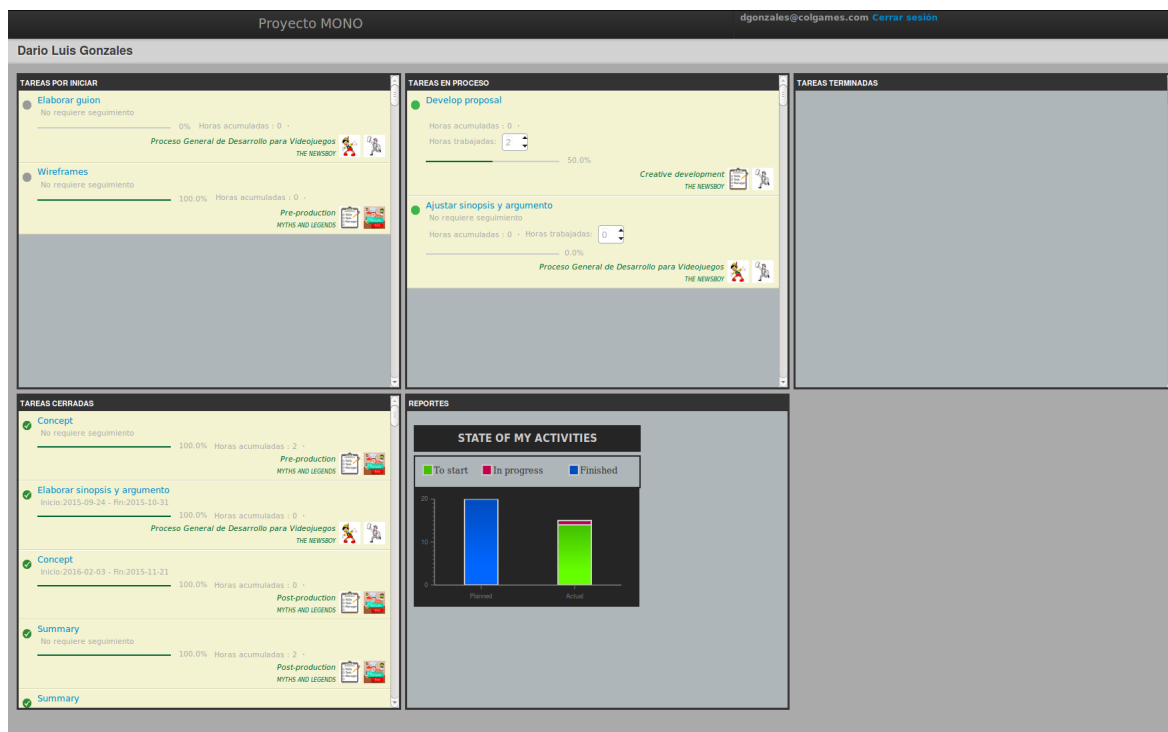 Proyecto MONO
dgonzales@colgames.com Cerrar sesión
Dario Luis Gonzales
TAREAS POR INICIAR
Elaborar guion
No requiere seguimiento
0% Horas acumuladas : 0 ·
Proceso General de Desarrollo para Videojuegos
THE NEWSBOY
Wireframes
No requiere seguimiento
100.0% Horas acumuladas : 0 ·
Pre-production
MYTHS AND LEGENDS
TAREAS EN PROCESO
Develop proposal
Horas acumuladas : 0 ·
Horas trabajadas: 2
50.0%
Creative development
THE NEWSBOY
Ajustar sinopsis y argumento
No requiere seguimiento
Horas acumuladas : 0 · Horas trabajadas: 0
0.0%
Proceso General de Desarrollo para Videojuegos
THE NEWSBOY
TAREAS TERMINADAS
TAREAS CERRADAS
Concept
No requiere seguimiento
100.0% Horas acumuladas : 2 ·
Pre-production
MYTHS AND LEGENDS
Elaborar sinopsis y argumento
Inicio:2015-09-24 - Fin:2015-10-31
100.0% Horas acumuladas : 0 ·
Proceso General de Desarrollo para Videojuegos
THE NEWSBOY
Concept
Inicio:2016-02-03 - Fin:2015-11-21
100.0% Horas acumuladas : 0 ·
Post-production
MYTHS AND LEGENDS
Summary
No requiere seguimiento
100.0% Horas acumuladas : 2 ·
Post-production
MYTHS AND LEGENDS
Summary
REPORTES
STATE OF MY ACTIVITIES
To start In progress Finished
20
10
0
Planned Actual